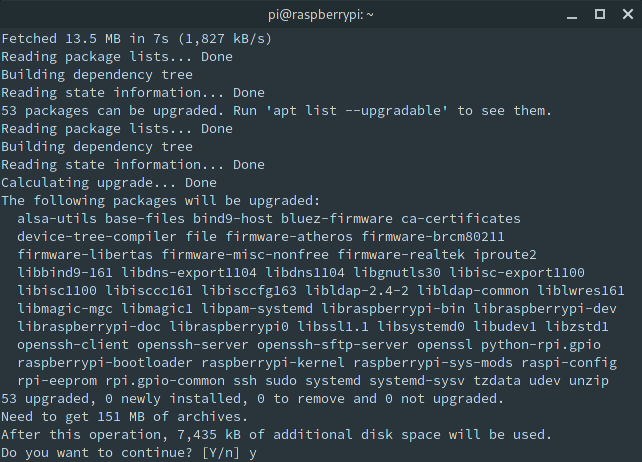 pi@raspberrypi: ~
Fetched 13.5 MB in 7s (1,827 kB/s)
Reading package lists... Done
Building dependency tree
Reading state information... Done
53 packages can be upgraded. Run 'apt list --upgradable' to see them.
Reading package lists... Done
Building dependency tree
Reading state information... Done
Calculating upgrade... Done
The following packages will be upgraded:
  alsa-utils base-files bind9-host bluez-firmware ca-certificates
  device-tree-compiler file firmware-atheros firmware-brcm80211
  firmware-libertas firmware-misc-nonfree firmware-realtek iproute2
  libbind9-161 libdns-export1104 libdns1104 libgnutls30 libisc-export1100
  libisc1100 libisccc161 libisccfg163 libldap-2.4-2 libldap-common liblwres161
  libmagic-mgc libmagic1 libpam-systemd libraspberrypi-bin libraspberrypi-dev
  libraspberrypi-doc libraspberrypi0 libssl1.1 libsystemd0 libudev1 libzstd1
  openssh-client openssh-server openssh-sftp-server openssl python-rpi.gpio
  raspberrypi-bootloader raspberrypi-kernel raspberrypi-sys-mods raspi-config
  rpi-eeprom rpi.gpio-common ssh sudo systemd systemd-sysv tzdata udev unzip
53 upgraded, 0 newly installed, 0 to remove and 0 not upgraded.
Need to get 151 MB of archives.
After this operation, 7,435 kB of additional disk space will be used.
Do you want to continue? [Y/n] y